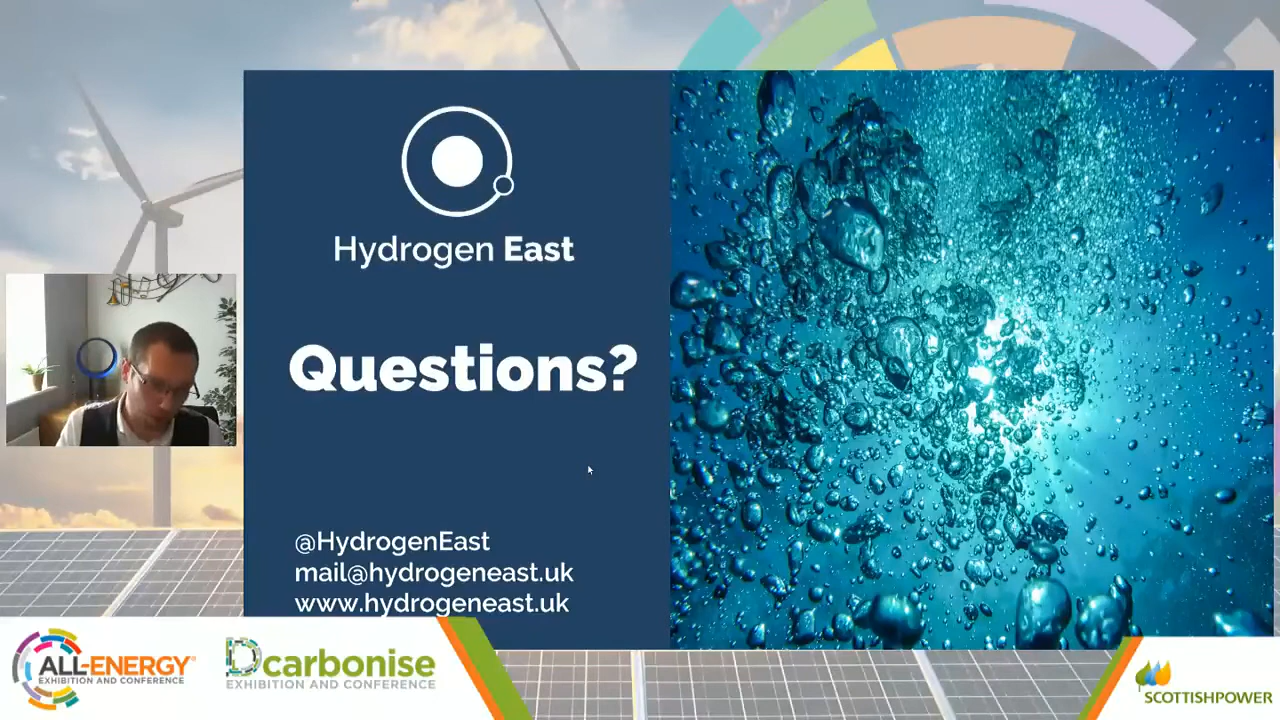 Hydrogen East
Questions?
@HydrogenEast
mail@hydrogeneast.uk
www.hydrogeneast.uk
ALL-ENERGY
EXHIBITION AND CONFERENCE
Dcarbonise
EXHIBITION AND CONFERENCE
SCOTTISHPOWER